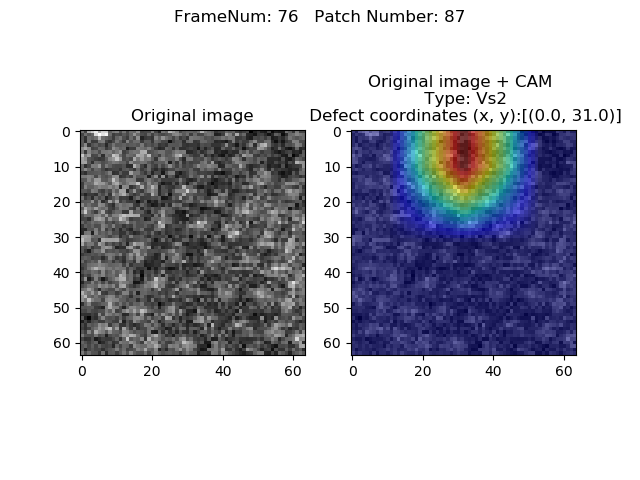 FrameNum: 76   Patch Number: 87
Original image
0
10
20
30
40
50
60
0 20 40 60
Original image + CAM
Type: Vs2
Defect coordinates (x, y):[(0.0, 31.0)]
0
10
20
30
40
50
60
0 20 40 60